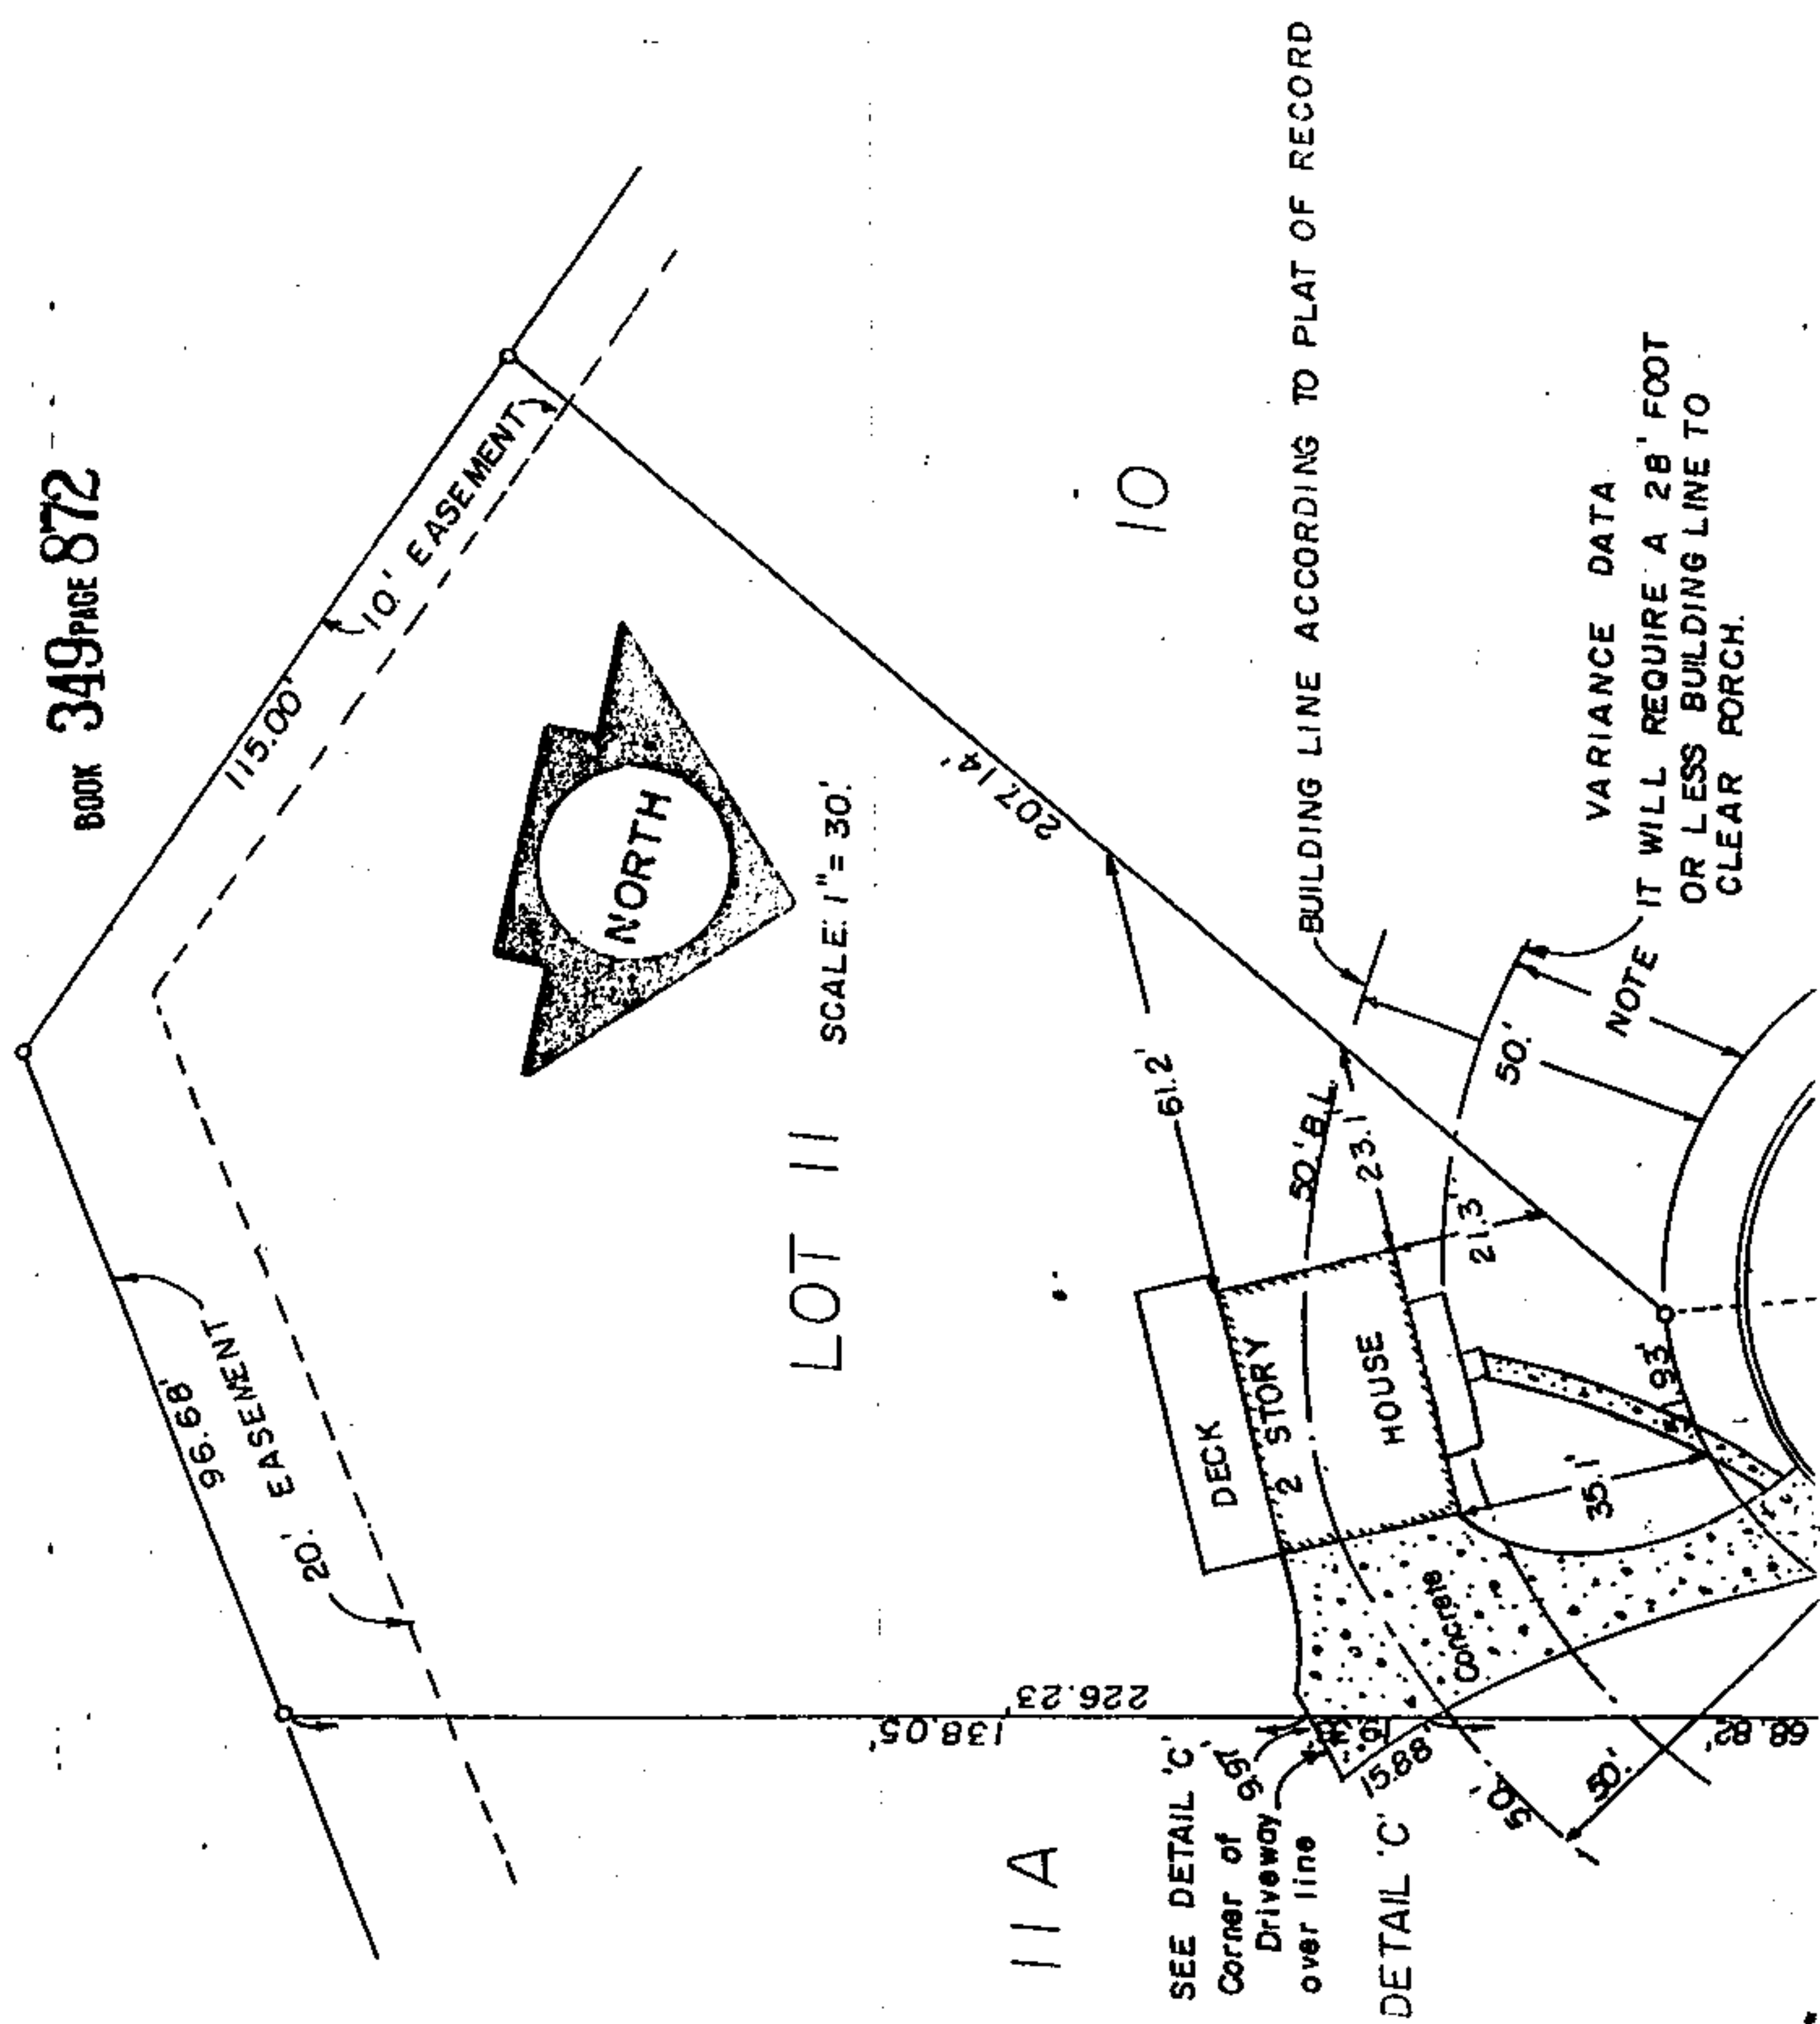 BOOK 349 PAGE 872
115.00'
10.' EASEMENT
96.68'
20.' EASEMENT
NORTH
SCALE: 1"= 30.'
LOT 11
207.14'
10
226.23
138.05'
61.2'
DECK
2 STORY
HOUSE
50.' B.L.
23.1'
21.3'
BUILDING LINE ACCORDING TO PLAT OF RECORD
50.'
NOTE
VARIANCE DATA
IT WILL REQUIRE A 28' FOOT
OR LESS BUILDING LINE TO
CLEAR PORCH.
35.1'
Concrete
11 A
SEE DETAIL 'C'
Corner of
Driveway
over line
9.97'
15.88'
DETAIL 'C'
50.'
50.'
68.82'